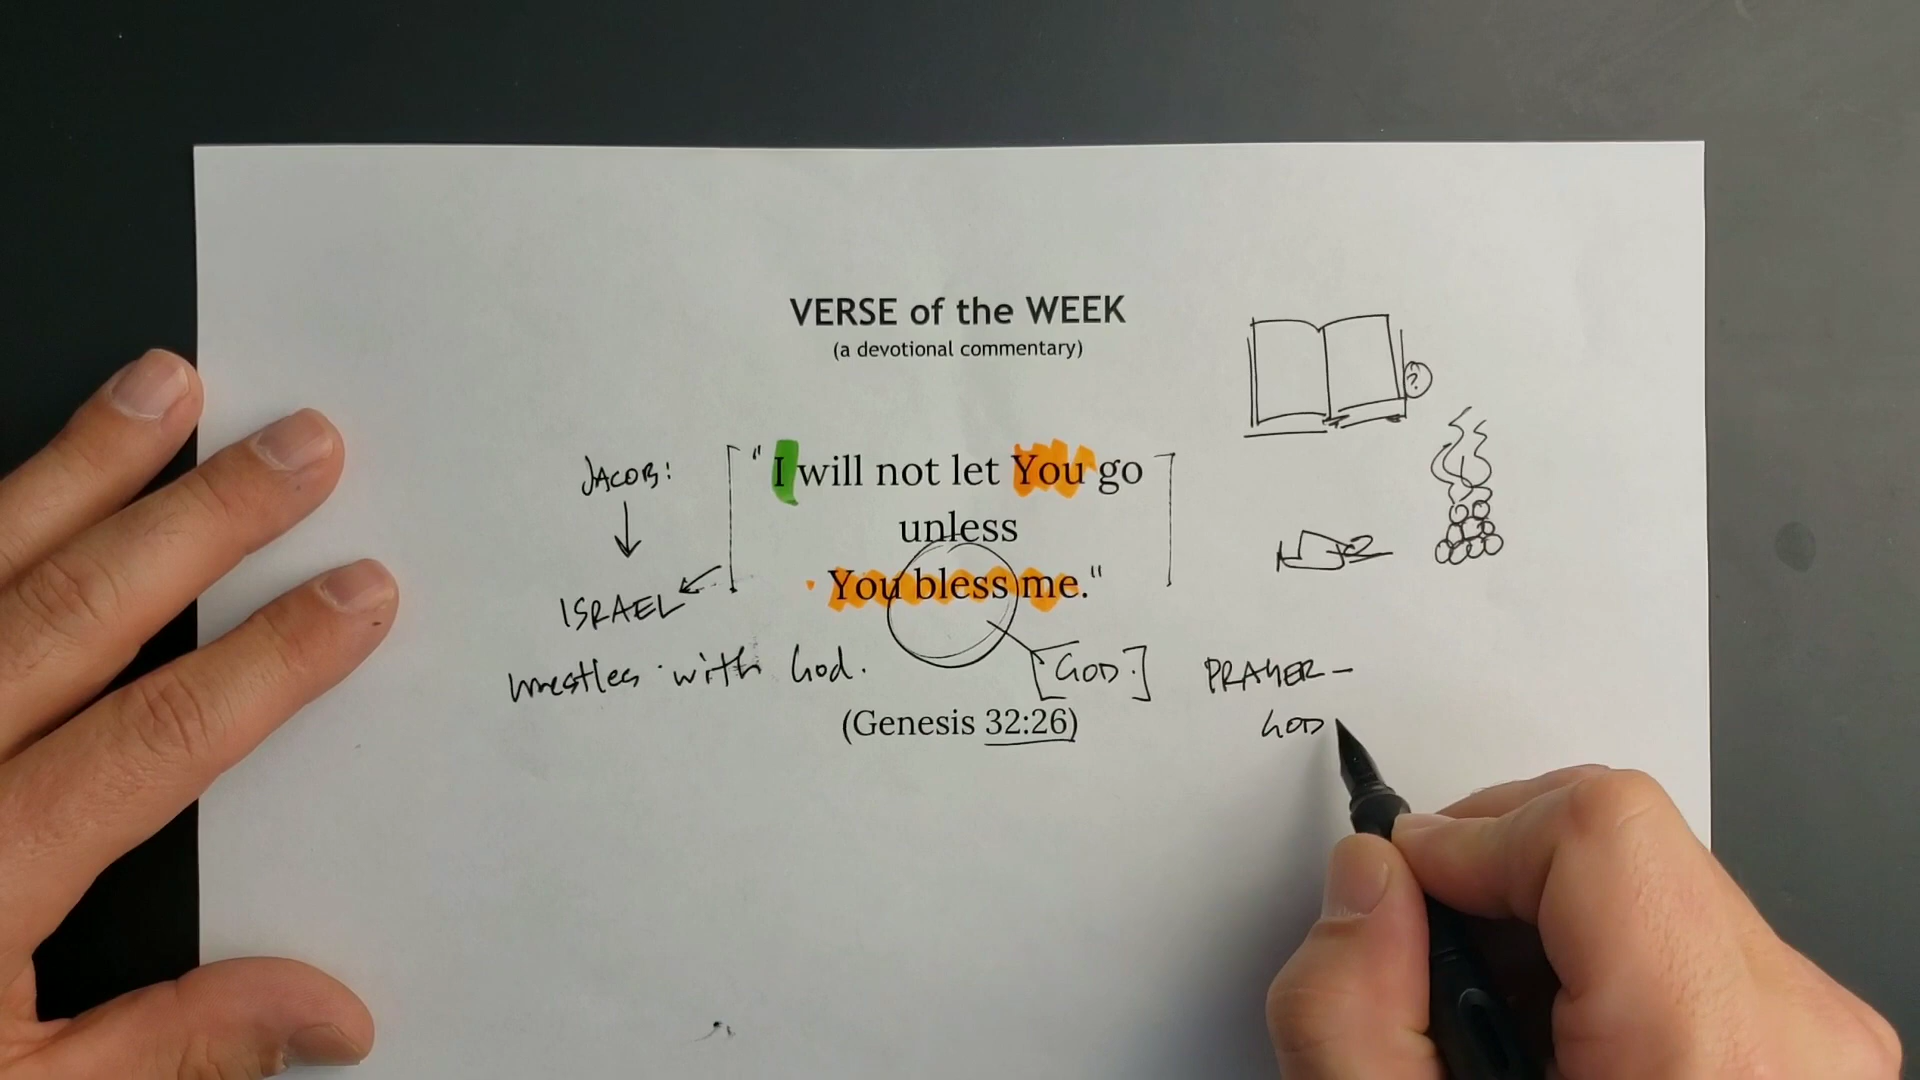 VERSE of the WEEK
(a devotional commentary)
?
JACOB:
"I will not let You go
unless
You bless me."
ISRAEL
wrestles with God.
[GOD.]
PRAYER -
GOD
(Genesis 32:26)